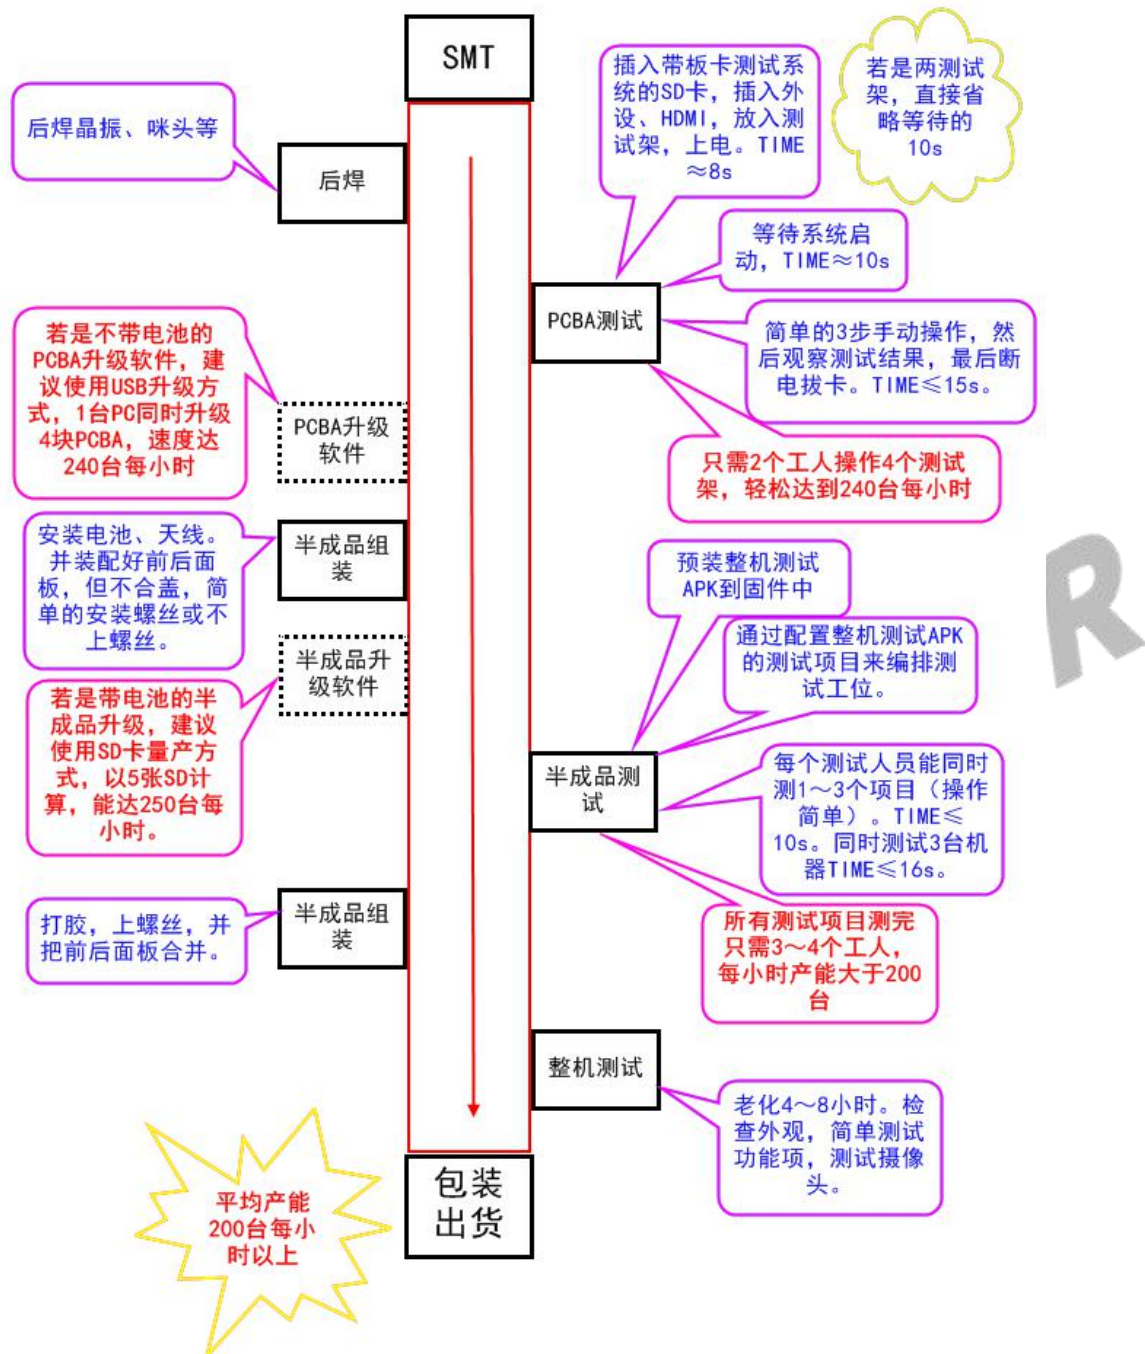 SMT
插入带板卡测试系
统的SD卡，插入外
设、HDMI，放入测
试架，上电。TIME
≈8s
若是两测试
架，直接省
略等待的
10s
后焊晶振、咪头等
后焊
等待系统启
动，TIME≈10s
PCBA测试
简单的3步手动操作，然
后观察测试结果，最后断
电拔卡。TIME≤15s。
若是不带电池的
PCBA升级软件，建
议使用USB升级方
式，1台PC同时升级
4块PCBA，速度达
240台每小时
PCBA升级
软件
只需2个工人操作4个测试
架，轻松达到240台每小时
安装电池、天线。
并装配好前后面
板，但不合盖，简
单的安装螺丝或不
上螺丝。
半成品组
装
预装整机测试
APK到固件中
通过配置整机测试APK
的测试项目来编排测
试工位。
半成品升
级软件
若是带电池的半
成品升级，建议
使用SD卡量产方
式，以5张SD计
算，能达250台每
小时。
半成品测
试
每个测试人员能同时
测1～3个项目（操作
简单）。TIME≤
10s。同时测试3台机
器TIME≤16s。
打胶，上螺丝，并
把前后面板合并。
半成品组
装
所有测试项目测完
只需3～4个工人，
每小时产能大于200
台
整机测试
老化4～8小时。检
查外观，简单测试
功能项，测试摄像
头。
平均产能
200台每小
时以上
包装
出货
R